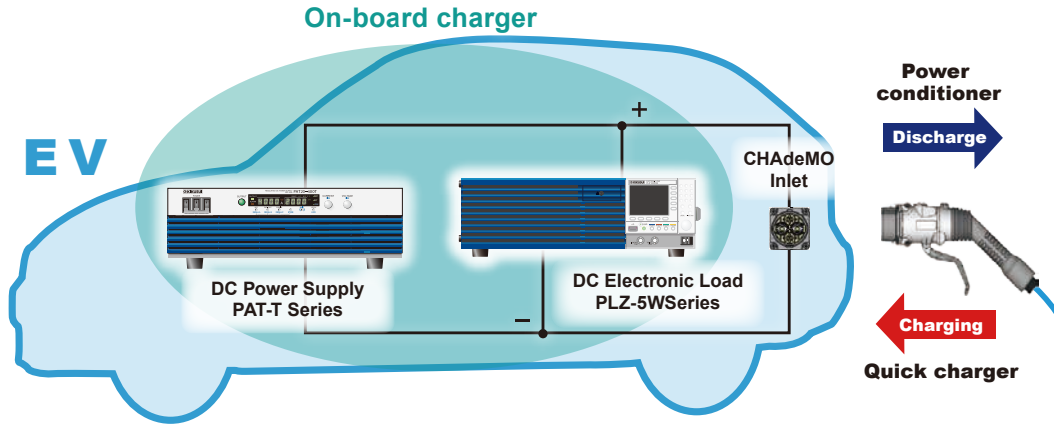 On-board charger
EV
Power
conditioner
Discharge
CHAdeMO
Inlet
+
DC Power Supply
PAT-T Series
DC Electronic Load
PLZ-5WSeries
−
Charging
Quick charger